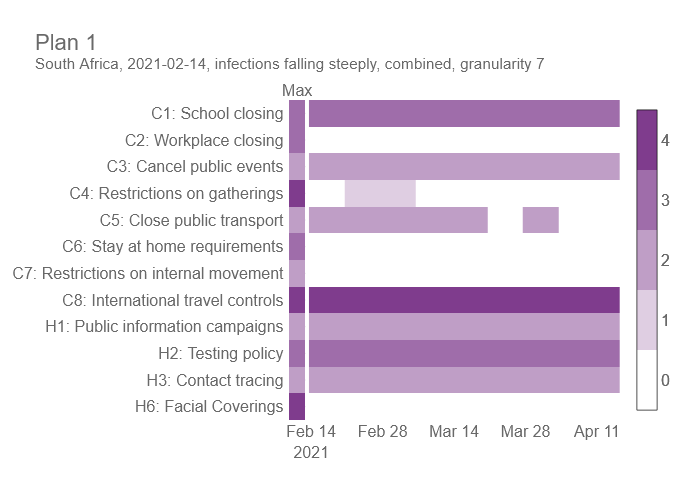 Plan 1
South Africa, 2021-02-14, infections falling steeply, combined, granularity 7
Max
C1: School closing
C2: Workplace closing
C3: Cancel public events
C4: Restrictions on gatherings
C5: Close public transport
C6: Stay at home requirements
C7: Restrictions on internal movement
C8: International travel controls
H1: Public information campaigns
H2: Testing policy
H3: Contact tracing
H6: Facial Coverings
Feb 14 Feb 28 Mar 14 Mar 28 Apr 11
2021
4
3
2
1
0